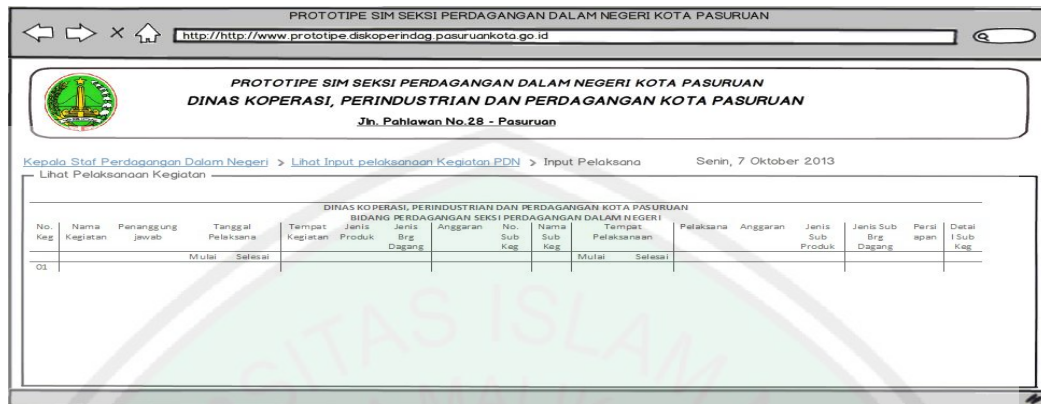 PROTOTIPE SIM SEKSI PERDAGANGAN DALAM NEGERI KOTA PASURUAN
http://http://www.prototipe.diskoperindag.pasuruankota.go.id
PROTOTIPE SIM SEKSI PERDAGANGAN DALAM NEGERI KOTA PASURUAN
DINAS KOPERASI, PERINDUSTRIAN DAN PERDAGANGAN KOTA PASURUAN
Jln. Pahlawan No.28 - Pasuruan
Kepala Staf Perdagangan Dalam Negeri > Lihat Input pelaksanaan Kegiatan PDN > Input Pelaksana Senin, 7 Oktober 2013
Lihat Pelaksanaan Kegiatan
DINAS KOPERASI, PERINDUSTRIAN DAN PERDAGANGAN KOTA PASURUAN
BIDANG PERDAGANGAN SEKSI PERDAGANGAN DALAM NEGERI
No. Nama Penanggung Tanggal Tempat Jenis Jenis Anggaran No. Nama Tempat Pelaksana Anggaran Jenis Jenis Sub Persi Detai
Keg Kegiatan jawab Pelaksana Kegiatan Produk Brg Sub Sub Pelaksanaan Sub Brg apan l Sub
Dagang Keg Keg Produk Dagang Keg
Mulai Selesai Mulai Selesai
01
SITAS ISLAM